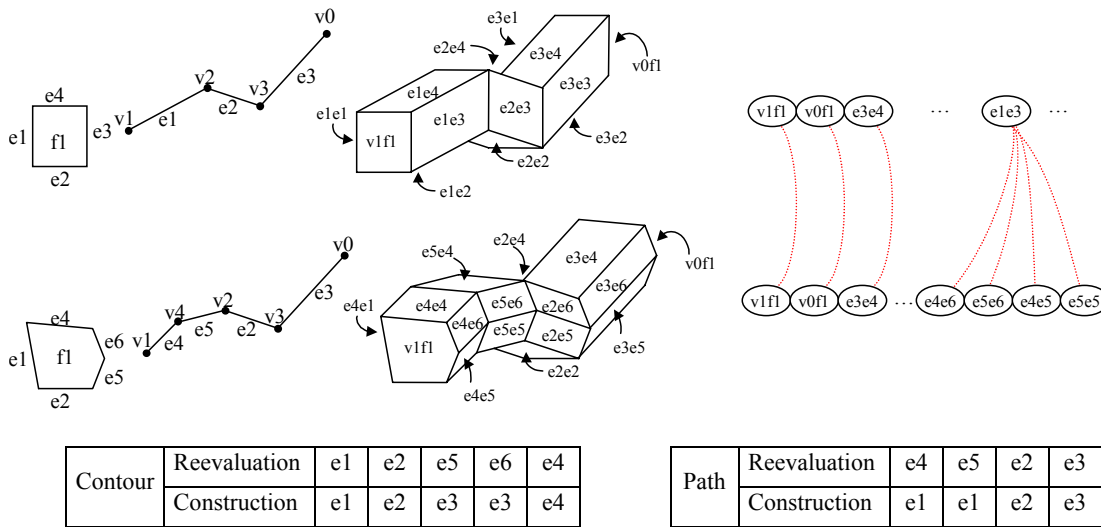 v0
e3e1
e2e4
e3
e3e4
v0f1
v2
e4
e1e4
e3e3
v3
e2
v1
e1
e2e3
e1
f1
e3
e1e1
e1e3
v1f1
e3e2
e2
e2e2
e1e2
v1f1 v0f1 e3e4 ... e1e3 ...
v0
e2e4
e5e4
e3e4
v0f1
e3
v4
v2
e4e1
e4e4
e5e6
e2e6
e3e6
e4
e5
e2
v3
e6
v1
e4
e4e6
e5e5
e2e5
e1
f1
v1f1
e3e5
e5
e2e2
e2
e4e5
v1f1 v0f1 e3e4 ... e4e6 e5e6 e4e5 e5e5
Contour Reevaluation e1 e2 e5 e6 e4
Construction e1 e2 e3 e3 e4
Path Reevaluation e4 e5 e2 e3
Construction e1 e1 e2 e3